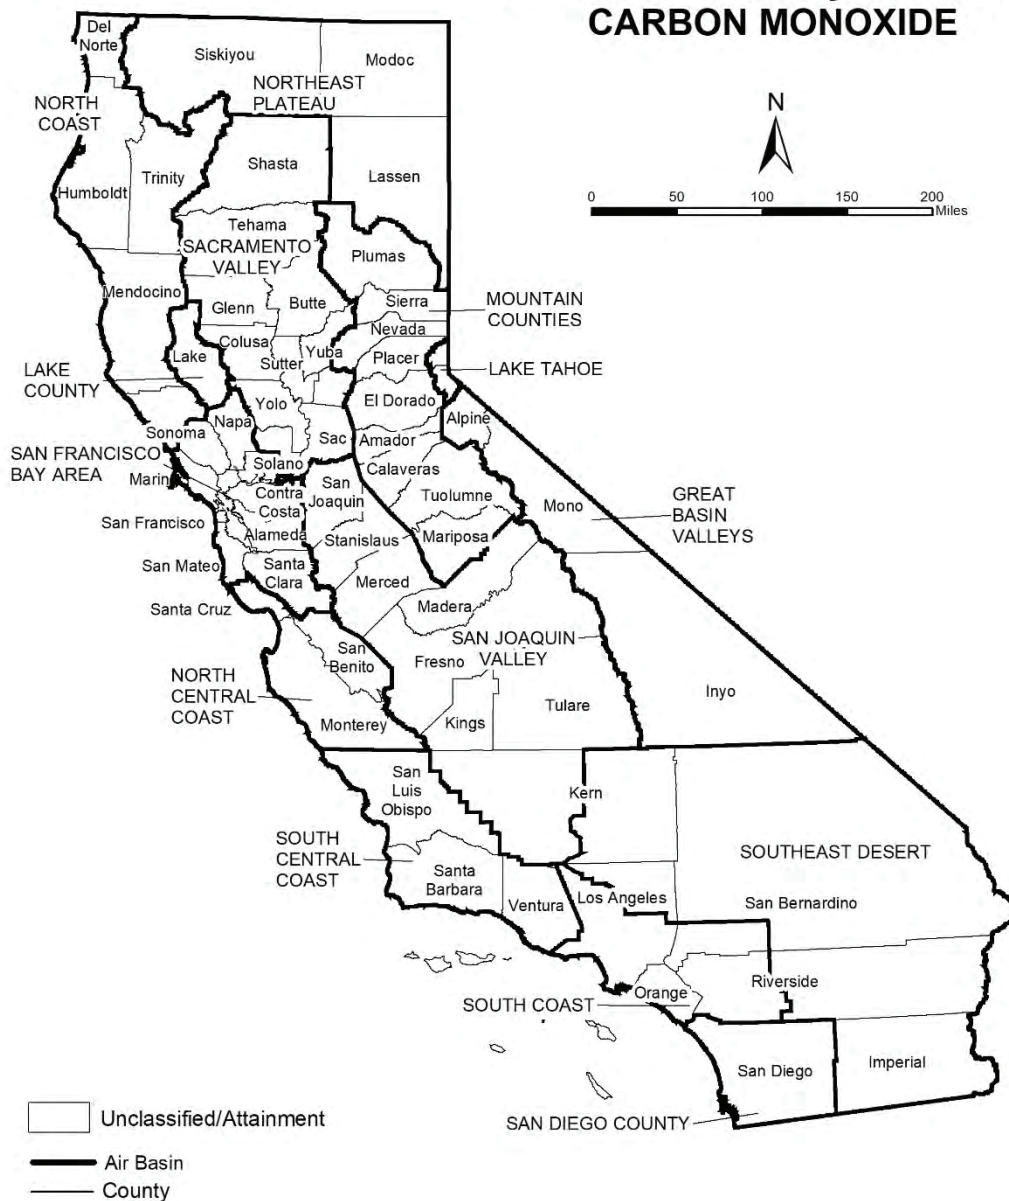 CARBON MONOXIDE
Del
Norte
Siskiyou
Modoc
NORTHEAST
PLATEAU
NORTH
COAST
N
Shasta
Trinity
Lassen
Humboldt
0 50 100 150 200
Miles
Tehama
SACRAMENTO
VALLEY
Plumas
Mendocino
Glenn
Butte
Sierra
MOUNTAIN
COUNTIES
Nevada
Colusa
Yuba
Lake
Sutter
Placer
LAKE
COUNTY
LAKE TAHOE
El Dorado
Yolo
Alpine
Napa
Sonoma
Sac
Amador
SAN FRANCISCO
BAY AREA
Solano
Calaveras
Marin
San
Joaquin
Contra
Costa
Tuolumne
Mono
GREAT
BASIN
VALLEYS
San Francisco
Alameda
Stanislaus
Mariposa
San Mateo
Santa
Clara
Merced
Santa Cruz
Madera
SAN JOAQUIN
VALLEY
San
Benito
Fresno
NORTH
CENTRAL
COAST
Inyo
Tulare
Monterey
Kings
San
Luis
Obispo
Kern
SOUTH
CENTRAL
COAST
SOUTHEAST DESERT
Santa
Barbara
Los Angeles
Ventura
San Bernardino
Riverside
Orange
SOUTH COAST
San Diego
Imperial
SAN DIEGO COUNTY
Unclassified/Attainment
Air Basin
County